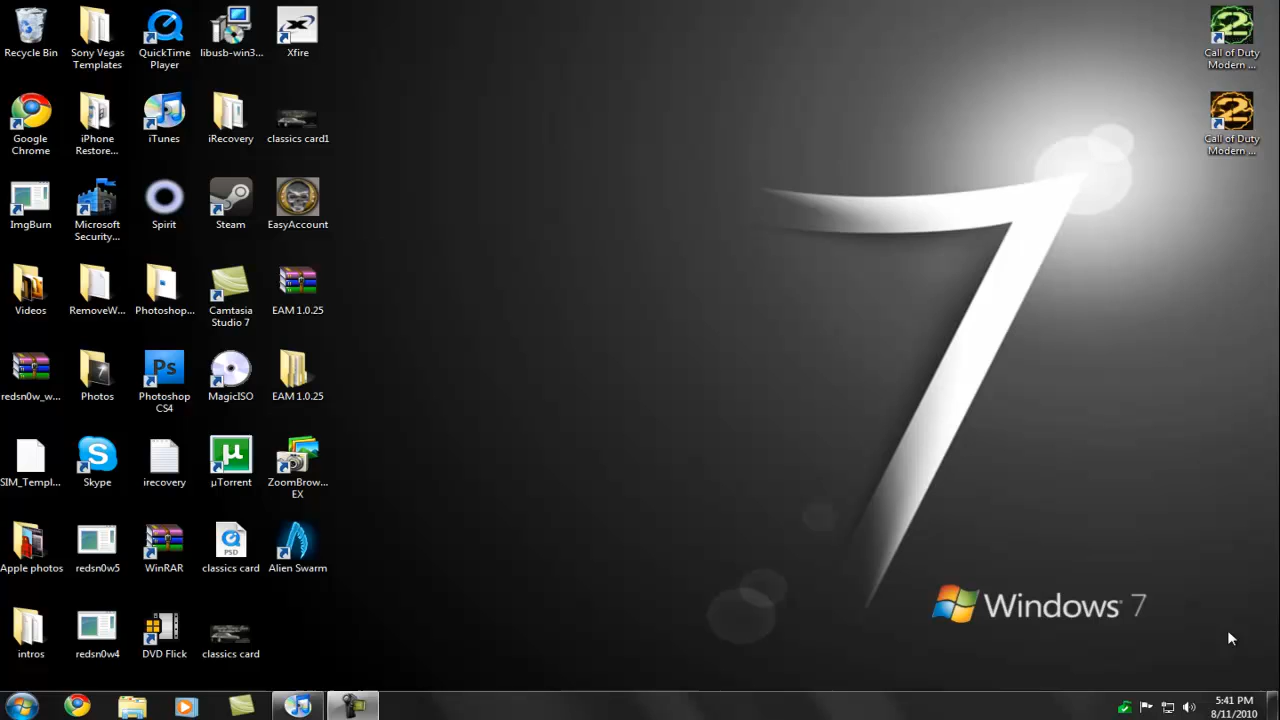 Recycle Bin
Sony Vegas
Templates
QuickTime
Player
libusb-win3...
Xfire
Call of Duty
Modern ...
Google
Chrome
iPhone
Restore...
iTunes
iRecovery
classics card1
Call of Duty
Modern ...
ImgBurn
Microsoft
Security...
Spirit
Steam
EasyAccount
Videos
RemoveW...
Photoshop...
Camtasia
Studio 7
EAM 1.0.25
redsn0w_w...
Photos
Ps
Photoshop
CS4
MagicISO
EAM 1.0.25
SIM_Templ...
Skype
irecovery
µTorrent
ZoomBrow...
EX
Apple photos
redsn0w5
WinRAR
PSD
classics card
Alien Swarm
Windows 7
intros
redsn0w4
DVD Flick
classics card
5:41 PM
8/11/2010